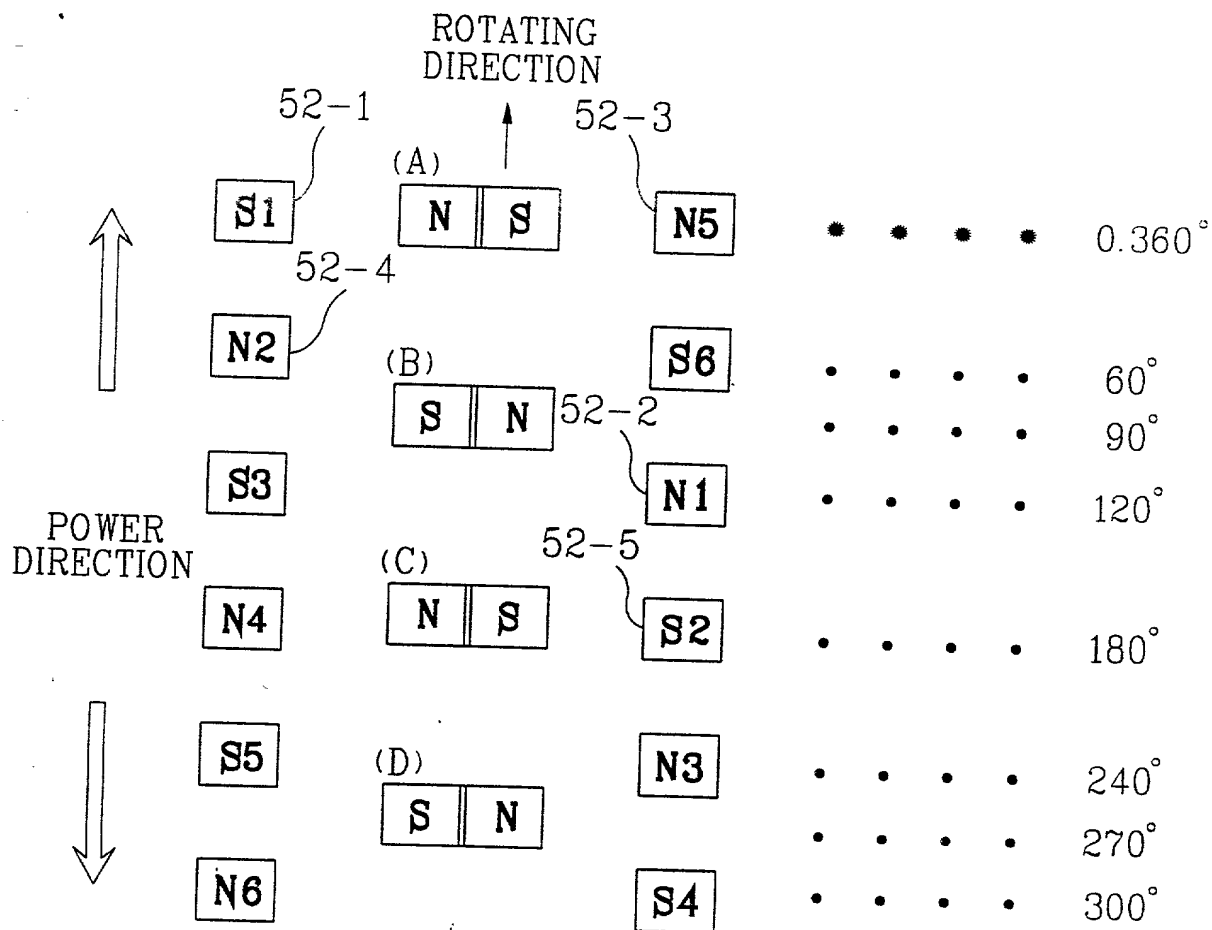 ROTATING
DIRECTION
52-1
52-3
(A)
S1
N S
N5
0.360°
52-4
N2
S6
60°
(B)
S N
52-2
90°
S3
N1
120°
POWER
DIRECTION
52-5
(C)
N4
N S
S2
180°
S5
(D)
N3
240°
S N
270°
N6
S4
300°